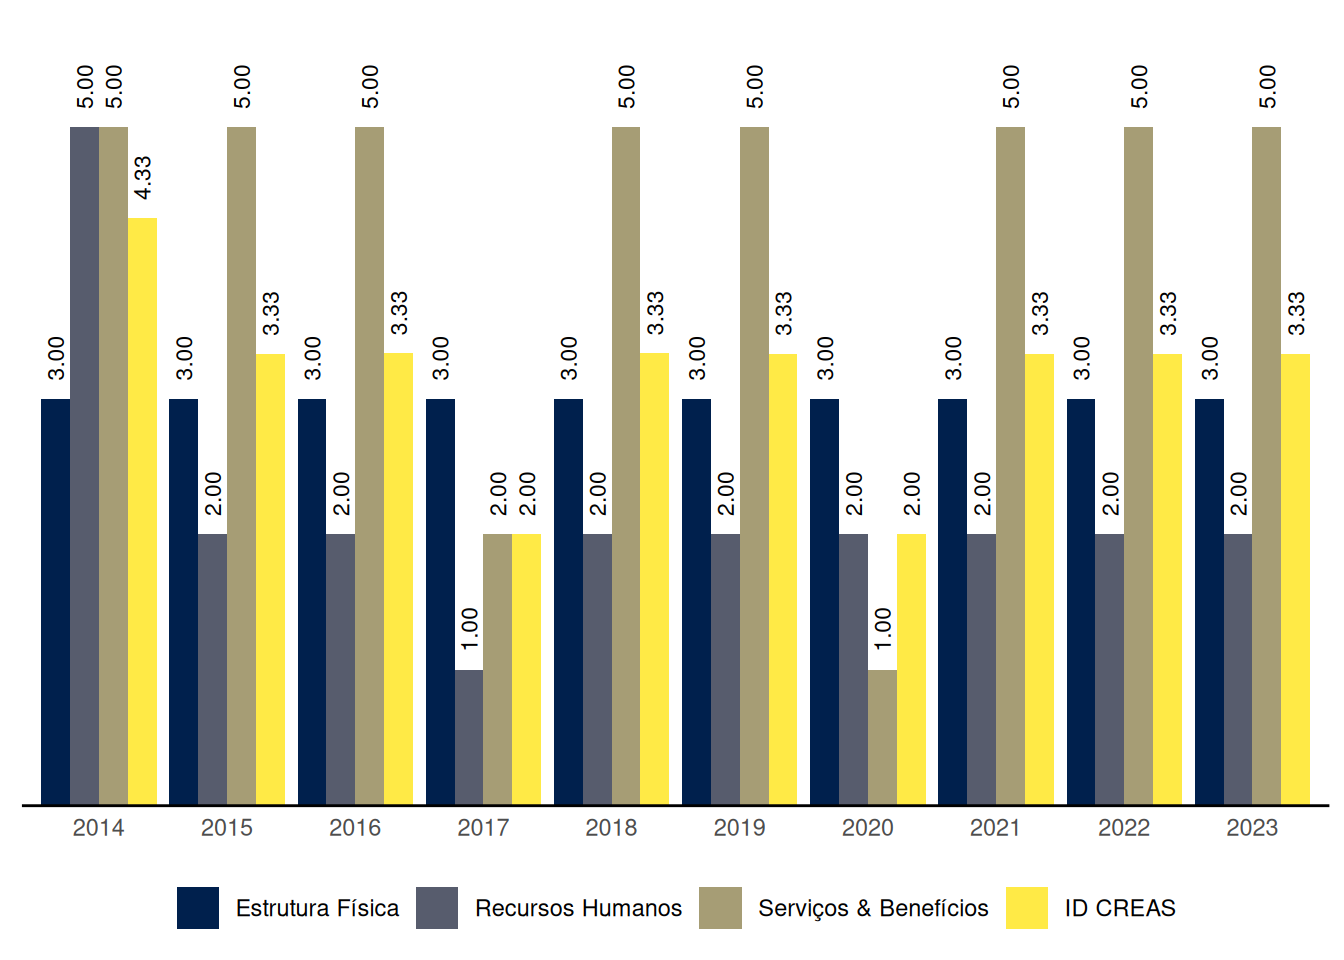 5.00 5.00 5.00 5.00 5.00 5.00 5.00 5.00 5.00
4.33
3.33 3.33 3.33 3.33 3.33 3.33 3.33
3.00 3.00 3.00 3.00 3.00 3.00 3.00 3.00 3.00 3.00
2.00 2.00 2.00 2.00 2.00 2.00 2.00 2.00 2.00 2.00 2.00
1.00 1.00
2014 2015 2016 2017 2018 2019 2020 2021 2022 2023
Estrutura Física Recursos Humanos Serviços & Benefícios ID CREAS